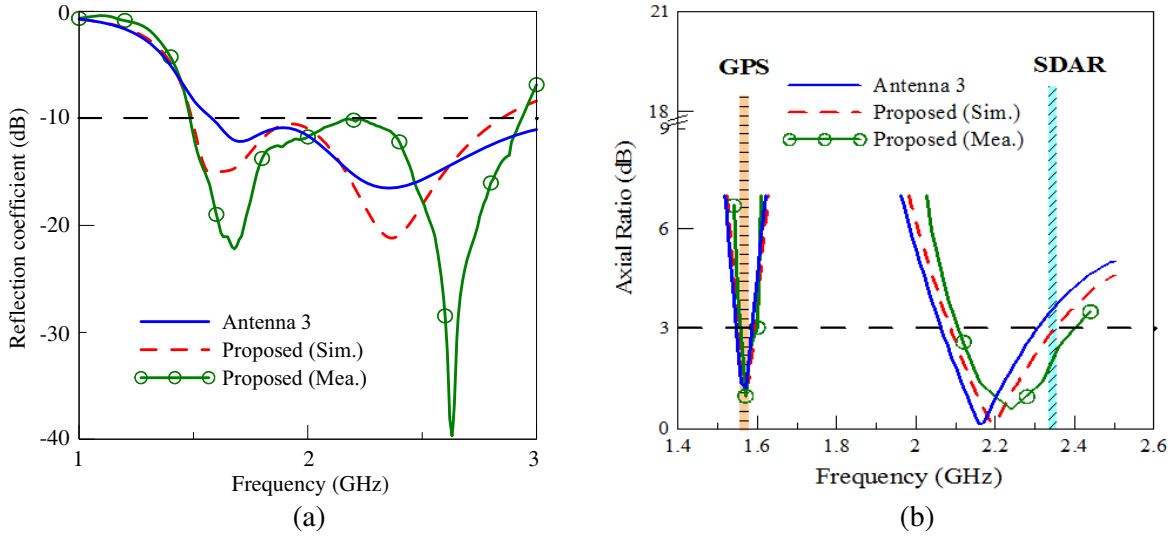 0
-10
-20
-30
-40
Reflection coefficient (dB)
Antenna 3
Proposed (Sim.)
Proposed (Mea.)
1
2
3
Frequency (GHz)
(a)
21
18
9
6
3
0
Axial Ratio (dB)
GPS
SDAR
Antenna 3
Proposed (Sim.)
Proposed (Mea.)
1.4
1.6
1.8
2
2.2
2.4
2.6
Frequency (GHz)
(b)